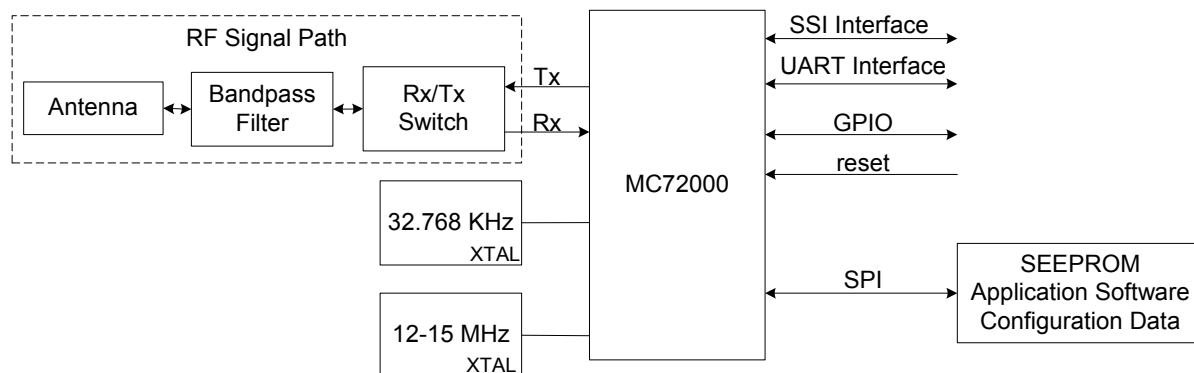 RF Signal Path
Antenna
Bandpass
Filter
Rx/Tx
Switch
Tx
Rx
32.768 KHz
XTAL
12-15 MHz
XTAL
MC72000
SSI Interface
UART Interface
GPIO
reset
SPI
SEEPROM
Application Software
Configuration Data